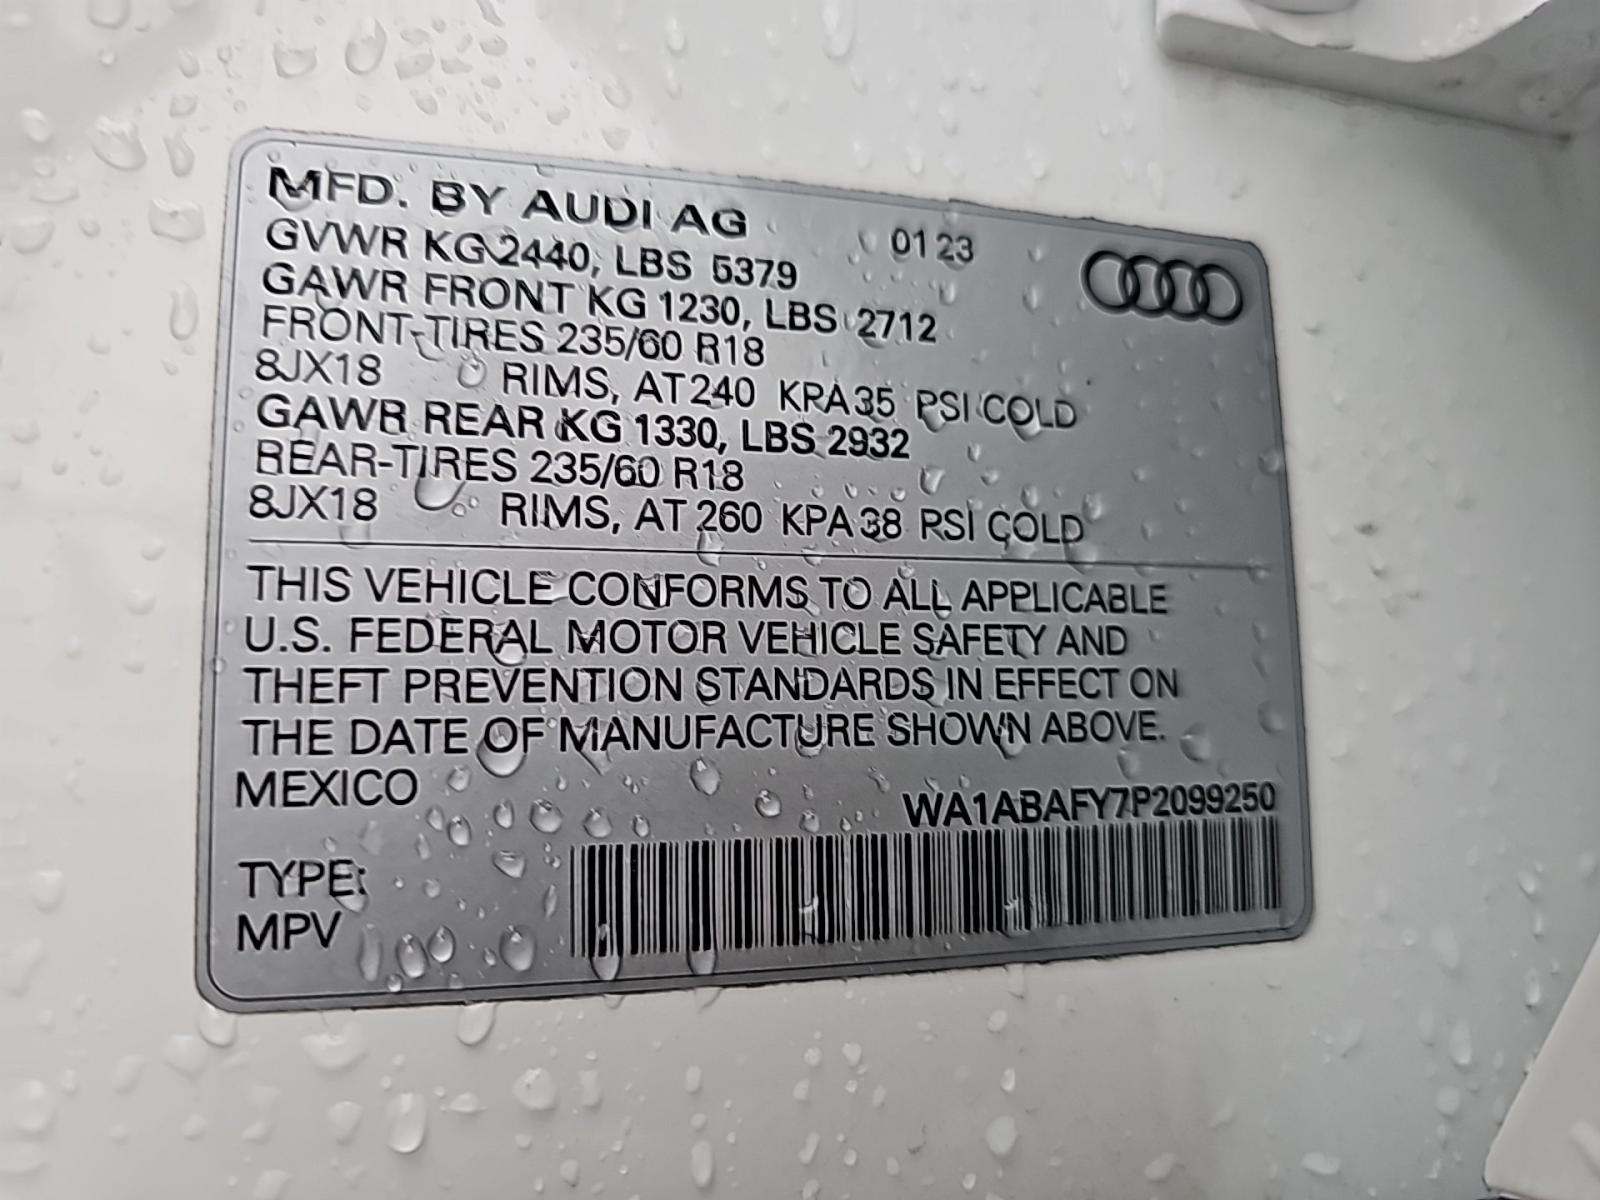 MFD. BY AUDI AG 01 23
GVWR KG 2440, LBS 5379
GAWR FRONT KG 1230, LBS 2712
FRONT-TIRES 235/60 R18
8JX18 RIMS, AT 240 KPA 35 PSI COLD
GAWR REAR KG 1330, LBS 2932
REAR-TIRES 235/60 R18
8JX18 RIMS, AT 260 KPA 38 PSI COLD
THIS VEHICLE CONFORMS TO ALL APPLICABLE
U.S. FEDERAL MOTOR VEHICLE SAFETY AND
THEFT PREVENTION STANDARDS IN EFFECT ON
THE DATE OF MANUFACTURE SHOWN ABOVE.
MEXICO
WA1ABAFY7P2099250
TYPE:
MPV